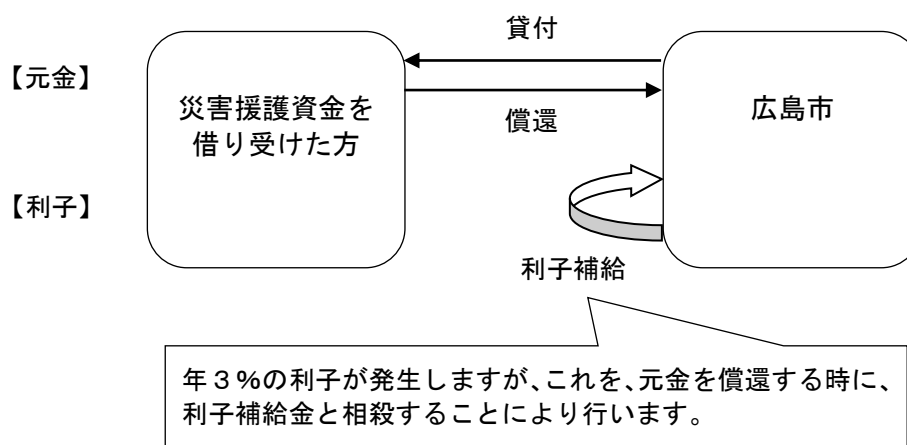 貸付
【元金】
災害援護資金を
借り受けた方
広島市
償還
【利子】
利子補給
年３%の利子が発生しますが、これを、元金を償還する時に、
利子補給金と相殺することにより行います。